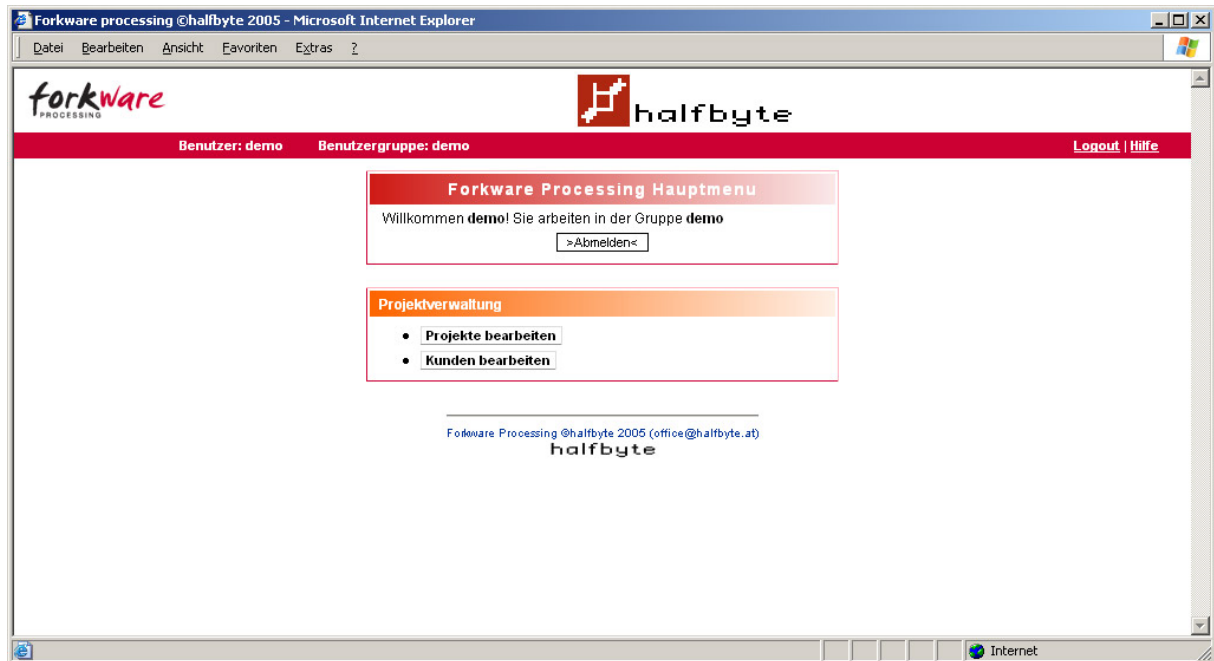 Forkware processing ©halfbyte 2005 - Microsoft Internet Explorer
Datei Bearbeiten Ansicht Favoriten Extras ?
forkware
PROCESSING
halfbyte
Benutzer: demo Benutzergruppe: demo Logout | Hilfe
Forkware Processing Hauptmenu
Willkommen demo! Sie arbeiten in der Gruppe demo
>Abmelden<
Projektverwaltung
• Projekte bearbeiten
• Kunden bearbeiten
Forkware Processing ©halfbyte 2005 (office@halfbyte.at)
halfbyte
Internet